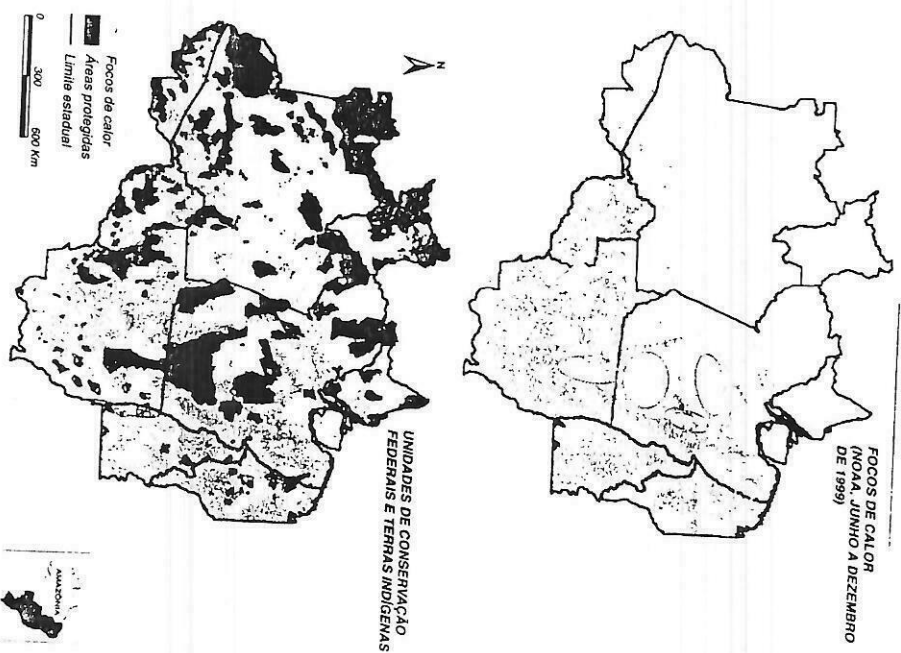 FOCOS DE CALOR
(NOAA, JUNHO A DEZEMBRO
DE 1999)
UNIDADES DE CONSERVAÇÃO
FEDERAIS E TERRAS INDÍGENAS
N
Focos de calor
Áreas protegidas
Limite estadual
0 300 600 Km
AMAZÔNIA